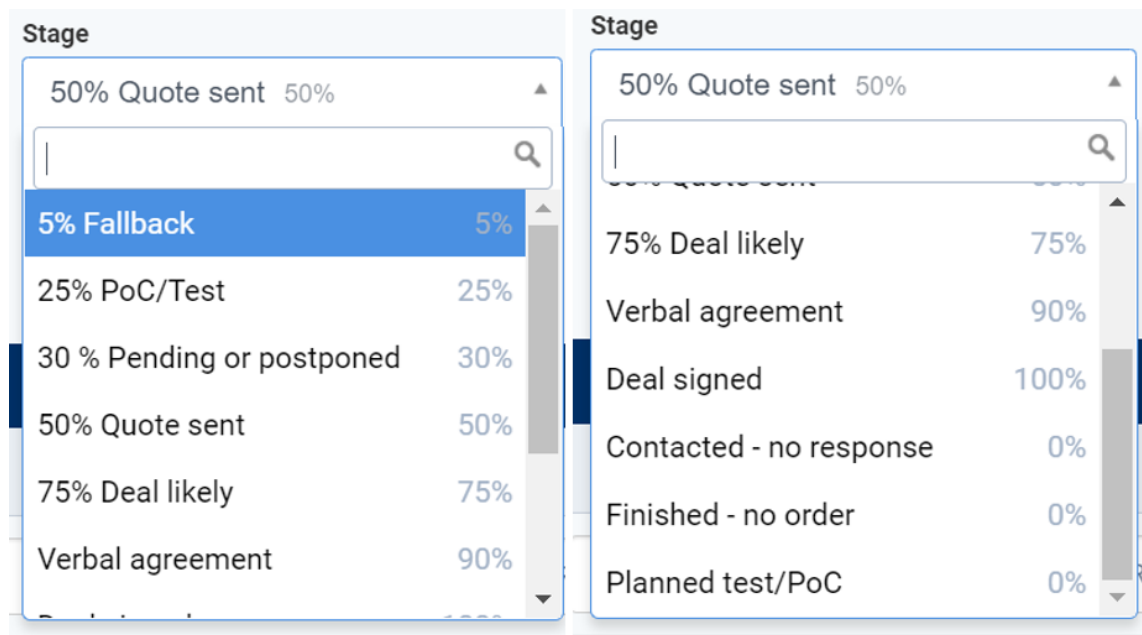 Stage
50% Quote sent 50%
5% Fallback 5%
25% PoC/Test 25%
30 % Pending or postponed 30%
50% Quote sent 50%
75% Deal likely 75%
Verbal agreement 90%
Stage
50% Quote sent 50%
75% Deal likely 75%
Verbal agreement 90%
Deal signed 100%
Contacted - no response 0%
Finished - no order 0%
Planned test/PoC 0%